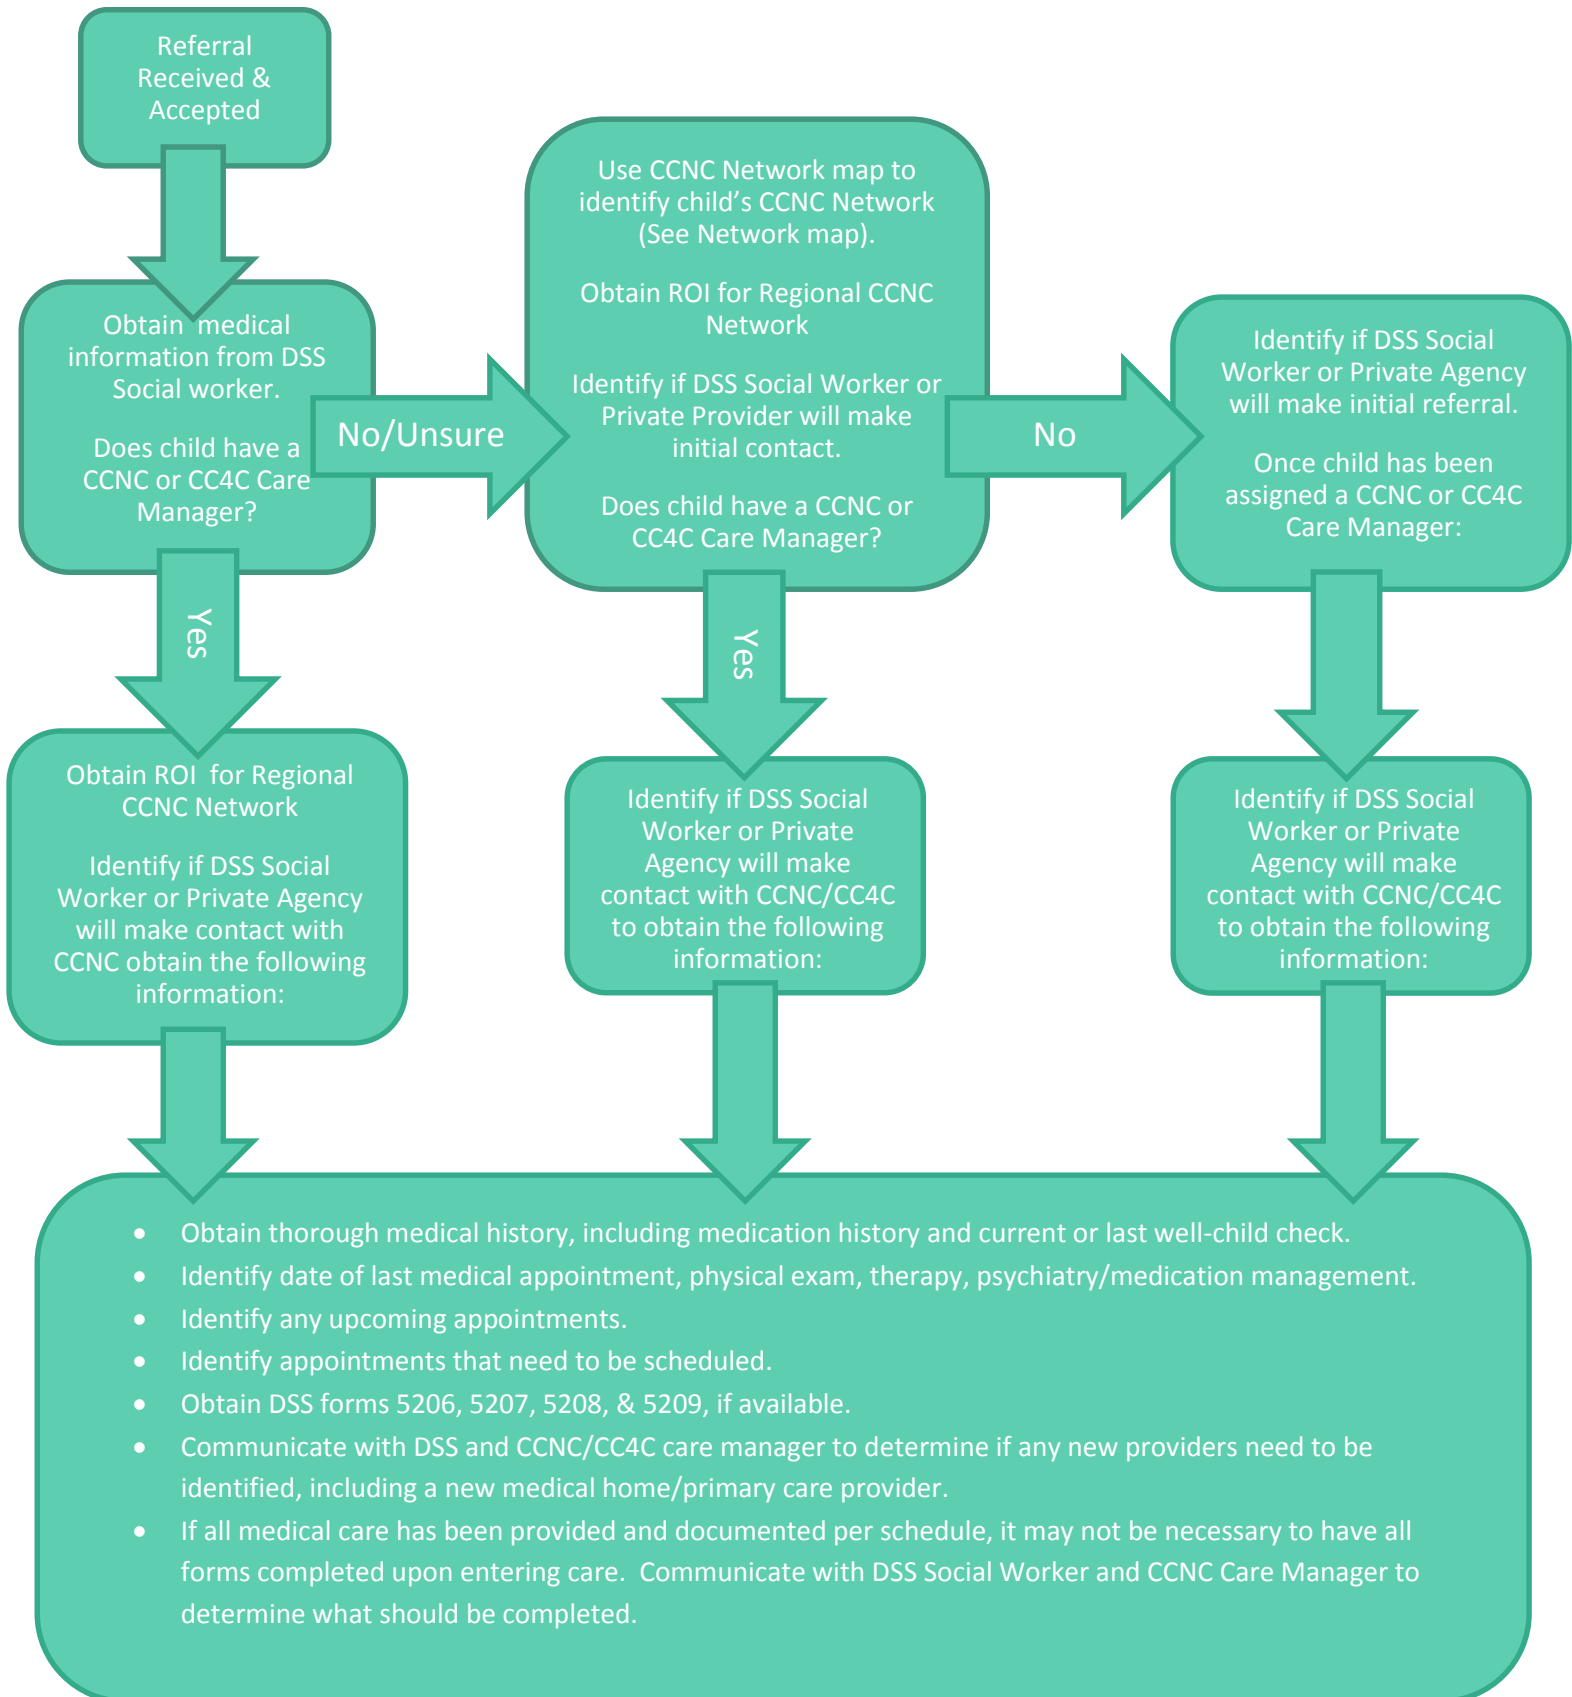 Referral
Received &
Accepted
Obtain  medical
information from DSS
Social worker.
Does child have a
CCNC or CC4C Care
Manager?
No/Unsure
Use CCNC Network map to
identify child’s CCNC Network
(See Network map).
Obtain ROI for Regional CCNC
Network
Identify if DSS Social Worker or
Private Provider will make
initial contact.
Does child have a CCNC or
CC4C Care Manager?
No
Identify if DSS Social
Worker or Private Agency
will make initial referral.
Once child has been
assigned a CCNC or CC4C
Care Manager:
Yes
Yes
Obtain ROI  for Regional
CCNC Network
Identify if DSS Social
Worker or Private Agency
will make contact with
CCNC obtain the following
information:
Identify if DSS Social
Worker or Private
Agency will make
contact with CCNC/CC4C
to obtain the following
information:
Identify if DSS Social
Worker or Private
Agency will make
contact with CCNC/CC4C
to obtain the following
information:
• Obtain thorough medical history, including medication history and current or last well-child check.
• Identify date of last medical appointment, physical exam, therapy, psychiatry/medication management.
• Identify any upcoming appointments.
• Identify appointments that need to be scheduled.
• Obtain DSS forms 5206, 5207, 5208, & 5209, if available.
• Communicate with DSS and CCNC/CC4C care manager to determine if any new providers need to be
identified, including a new medical home/primary care provider.
• If all medical care has been provided and documented per schedule, it may not be necessary to have all
forms completed upon entering care.  Communicate with DSS Social Worker and CCNC Care Manager to
determine what should be completed.